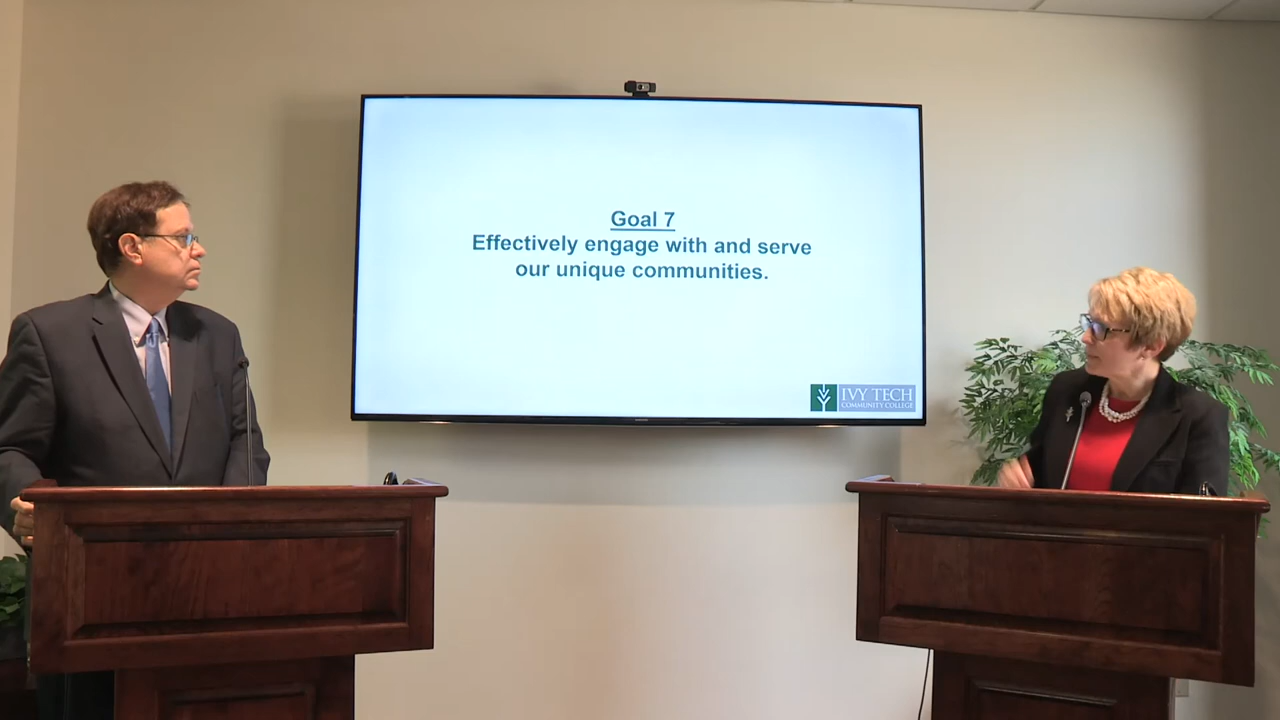 Goal 7
Effectively engage with and serve
our unique communities.
IVY TECH
COMMUNITY COLLEGE